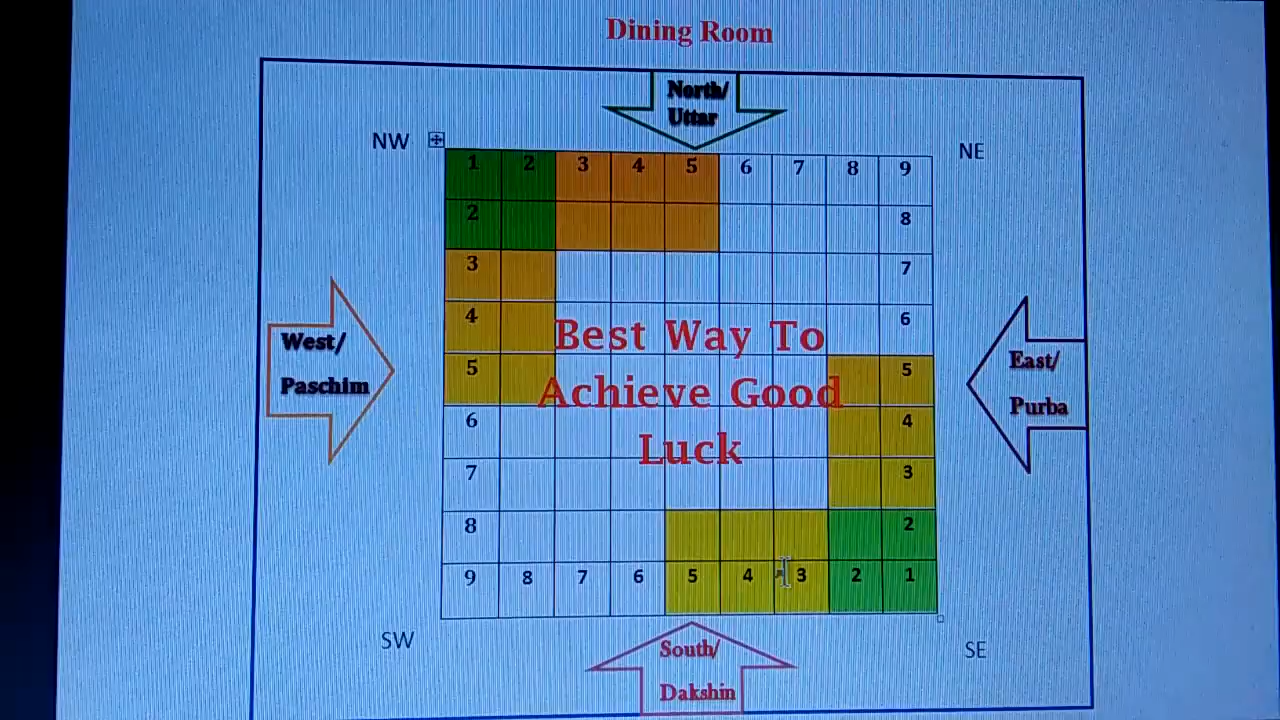 Dining Room
North/
Uttar
NW
NE
1 2 3 4 5 6 7 8 9
2 8
3 7
4 6
5 5
6 4
7 3
8 2
9 8 7 6 5 4 3 2 1
Best Way To
Achieve Good
Luck
West/
Paschim
East/
Purba
SW
SE
South/
Dakshin